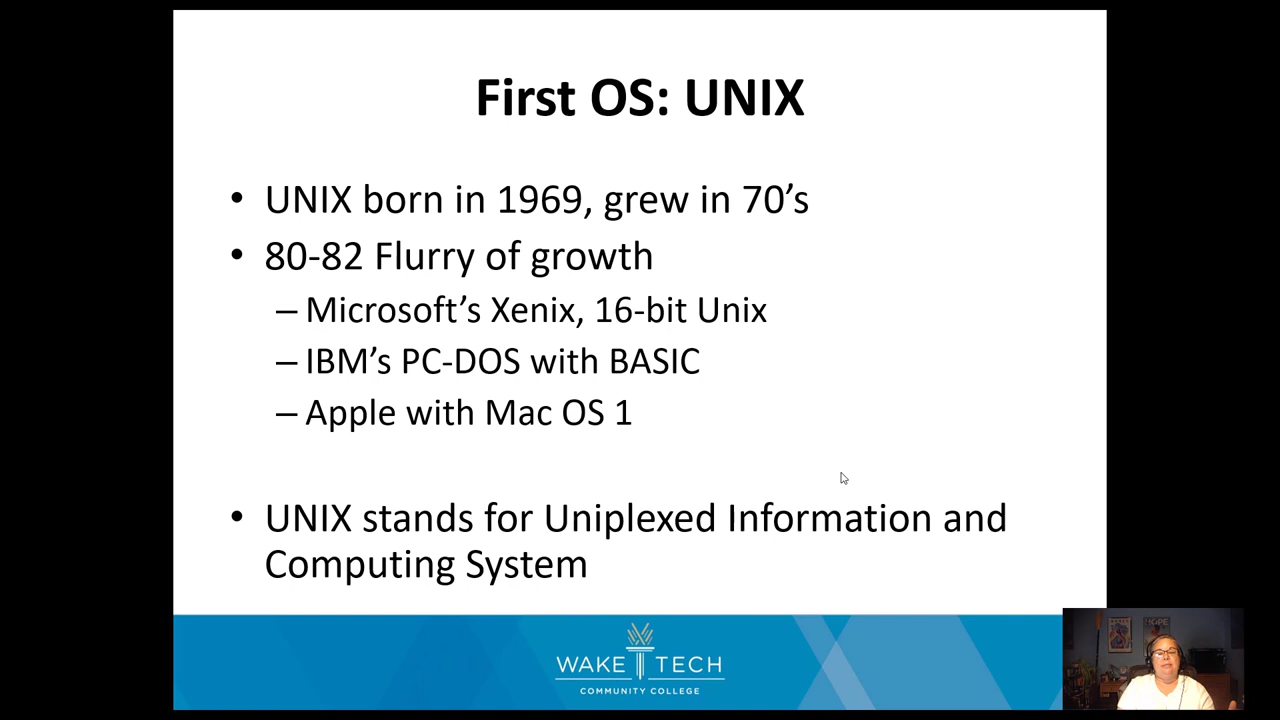 First OS: UNIX
• UNIX born in 1969, grew in 70’s
• 80-82 Flurry of growth
– Microsoft’s Xenix, 16-bit Unix
– IBM’s PC-DOS with BASIC
– Apple with Mac OS 1
• UNIX stands for Uniplexed Information and
Computing System
WAKE TECH
COMMUNITY COLLEGE